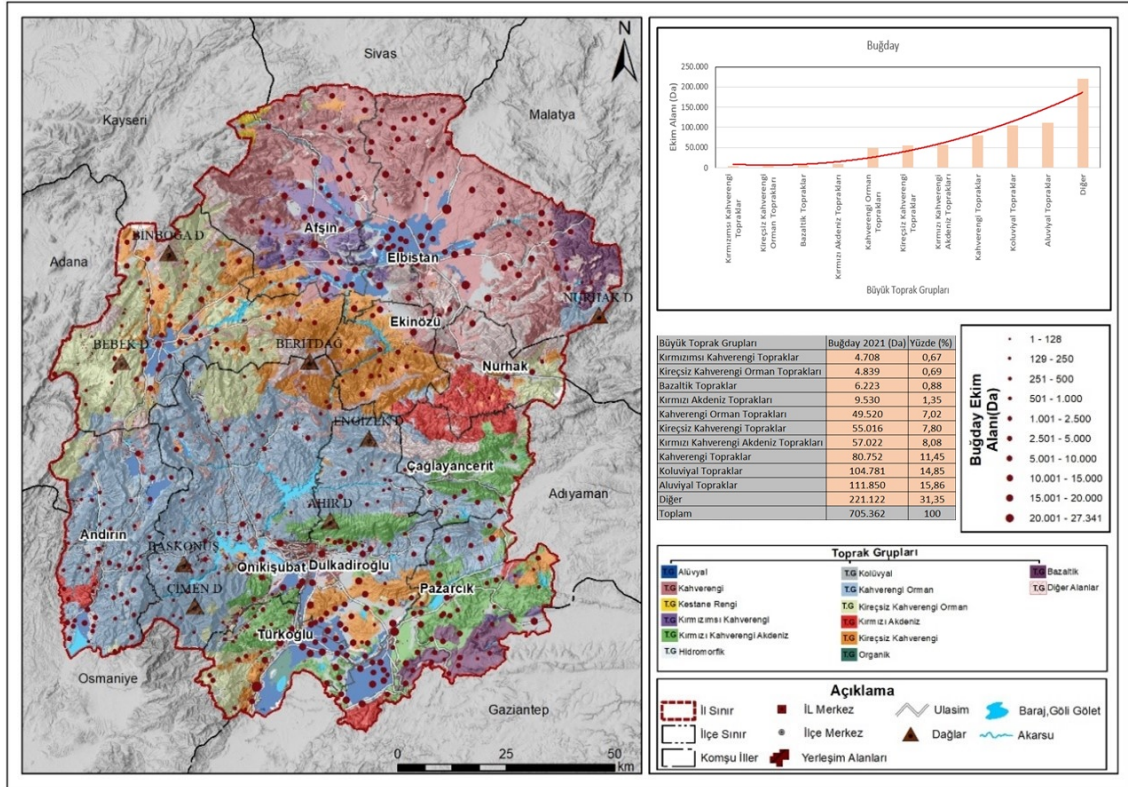 N
Sivas
Kayseri
Malatya
Adana
Adıyaman
Osmaniye
Gaziantep
BİNBOĞA D
Afşin
Elbistan
NURHAK D
Ekinözü
BEBEK D
BERİTDAĞ
Nurhak
ENGİZEK D
Çağlayancerit
AHIR D
Andırın
BAŞKONUŞ
Onikişubat
Dulkadiroğlu
ÇİMEN D
Pazarcık
Türkoğlu
0 25 50
km
Buğday
Ekim Alanı (Da)
250.000
200.000
150.000
100.000
50.000
0
Kırmızımsı Kahverengi Topraklar
Kireçsiz Kahverengi Orman Toprakları
Bazaltik Topraklar
Kırmızı Akdeniz Toprakları
Kahverengi Orman Toprakları
Kireçsiz Kahverengi Topraklar
Kırmızı Kahverengi Akdeniz Toprakları
Kahverengi Topraklar
Koluviyal Topraklar
Aluviyal Topraklar
Diğer
Büyük Toprak Grupları
Büyük Toprak Grupları Buğday 2021 (Da) Yüzde (%)
Kırmızımsı Kahverengi Topraklar 4.708 0,67
Kireçsiz Kahverengi Orman Toprakları 4.839 0,69
Bazaltik Topraklar 6.223 0,88
Kırmızı Akdeniz Toprakları 9.530 1,35
Kahverengi Orman Toprakları 49.520 7,02
Kireçsiz Kahverengi Topraklar 55.016 7,80
Kırmızı Kahverengi Akdeniz Toprakları 57.022 8,08
Kahverengi Topraklar 80.752 11,45
Koluviyal Topraklar 104.781 14,85
Aluviyal Topraklar 111.850 15,86
Diğer 221.122 31,35
Toplam 705.362 100
Buğday Ekim
Alanı(Da)
1 - 128
129 - 250
251 - 500
501 - 1.000
1.001 - 2.500
2.501 - 5.000
5.001 - 10.000
10.001 - 15.000
15.001 - 20.000
20.001 - 27.341
Toprak Grupları
T.G Alüvyal
T.G Kahverengi
T.G Kestane Rengi
T.G Kırmızımsı Kahverengi
T.G Kırmızı Kahverengi Akdeniz
T.G Hidromorfik
T.G Kolüvyal
T.G Kahverengi Orman
T.G Kireçsiz Kahverengi Orman
T.G Kırmızı Akdeniz
T.G Kireçsiz Kahverengi
T.G Organik
T.G Bazaltik
T.G Diğer Alanlar
Açıklama
İl Sınır
İlçe Sınır
Komşu İller
İL Merkez
İlçe Merkez
Yerleşim Alanları
Ulasim
Dağlar
Baraj,Göli Gölet
Akarsu